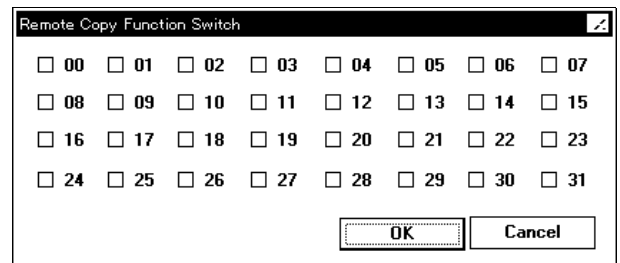 Remote Copy Function Switch
00 01 02 03 04 05 06 07
08 09 10 11 12 13 14 15
16 17 18 19 20 21 22 23
24 25 26 27 28 29 30 31
OK Cancel